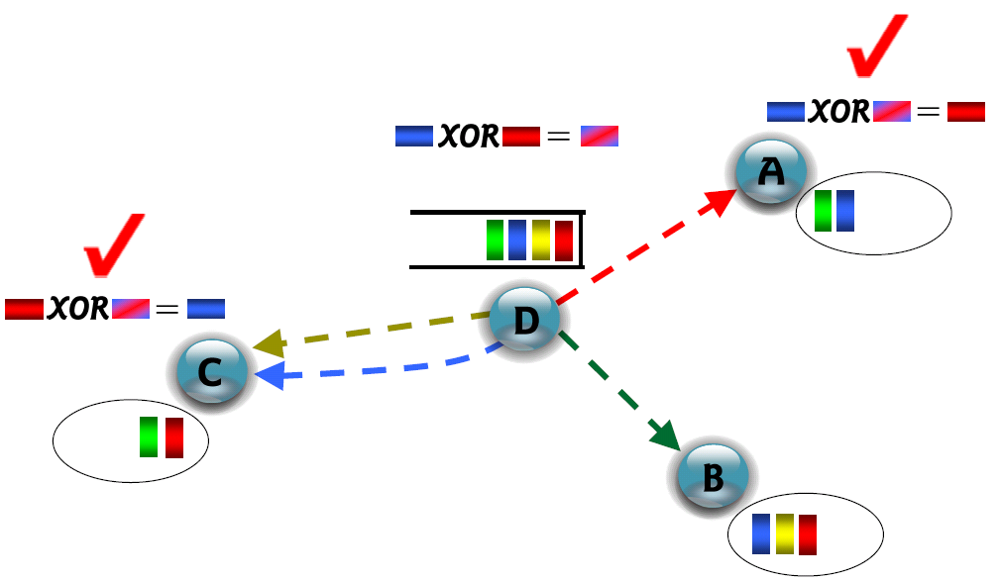 XOR =
XOR =
A
XOR =
D
C
B